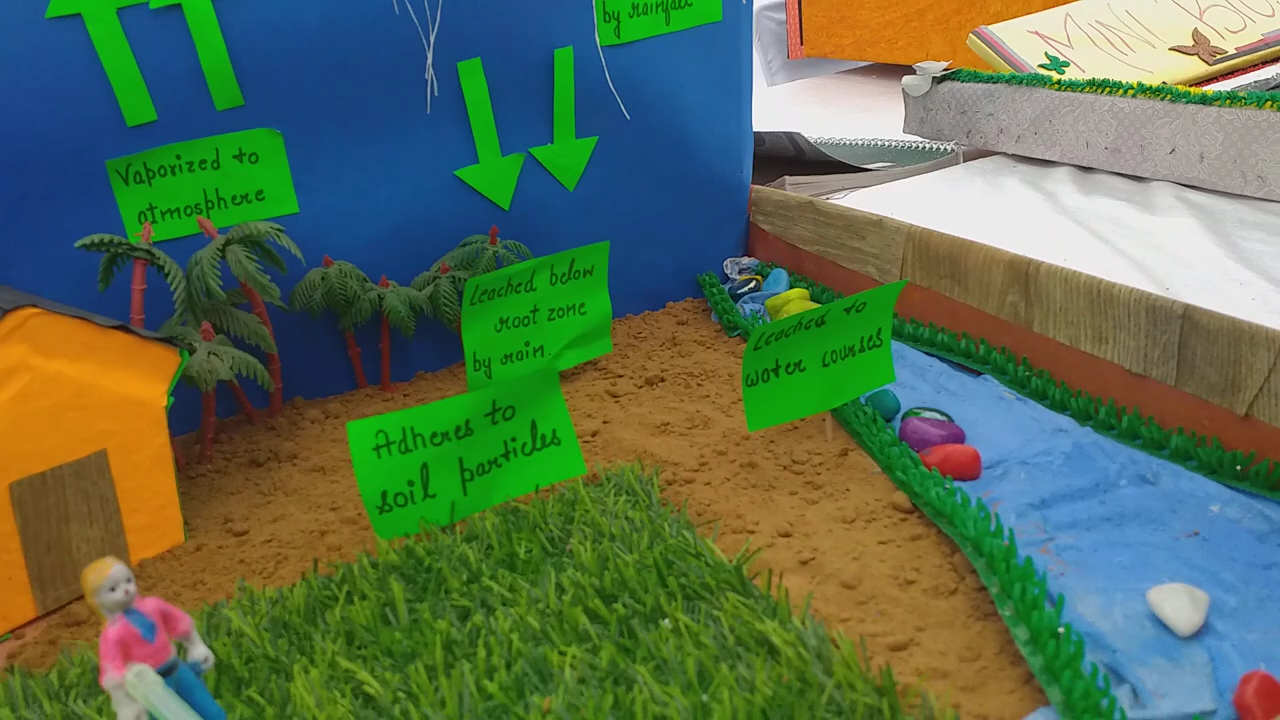 by rainfall
MINI
Vaporized to
atmosphere
Leached below
root zone
by rain.
Leached to
water courses
Adheres to
soil particles